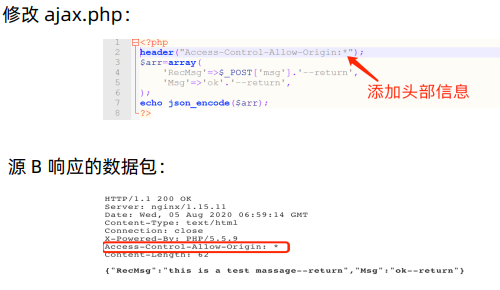 修改 ajax.php：
1 <?php
2 header("Access-Control-Allow-Origin:*");
3 $arr=array(
4 'RecMsg'=>$_POST['msg'].'--return',
5 'Msg'=>'ok'.'--return',
6 );
7 echo json_encode($arr);
8 ?>
添加头部信息
源 B 响应的数据包：
HTTP/1.1 200 OK
Server: nginx/1.15.11
Date: Wed, 05 Aug 2020 06:59:14 GMT
Content-Type: text/html
Connection: close
X-Powered-By: PHP/5.5.9
Access-Control-Allow-Origin: *
Content-Length: 62
{"RecMsg":"this is a test massage--return","Msg":"ok--return"}